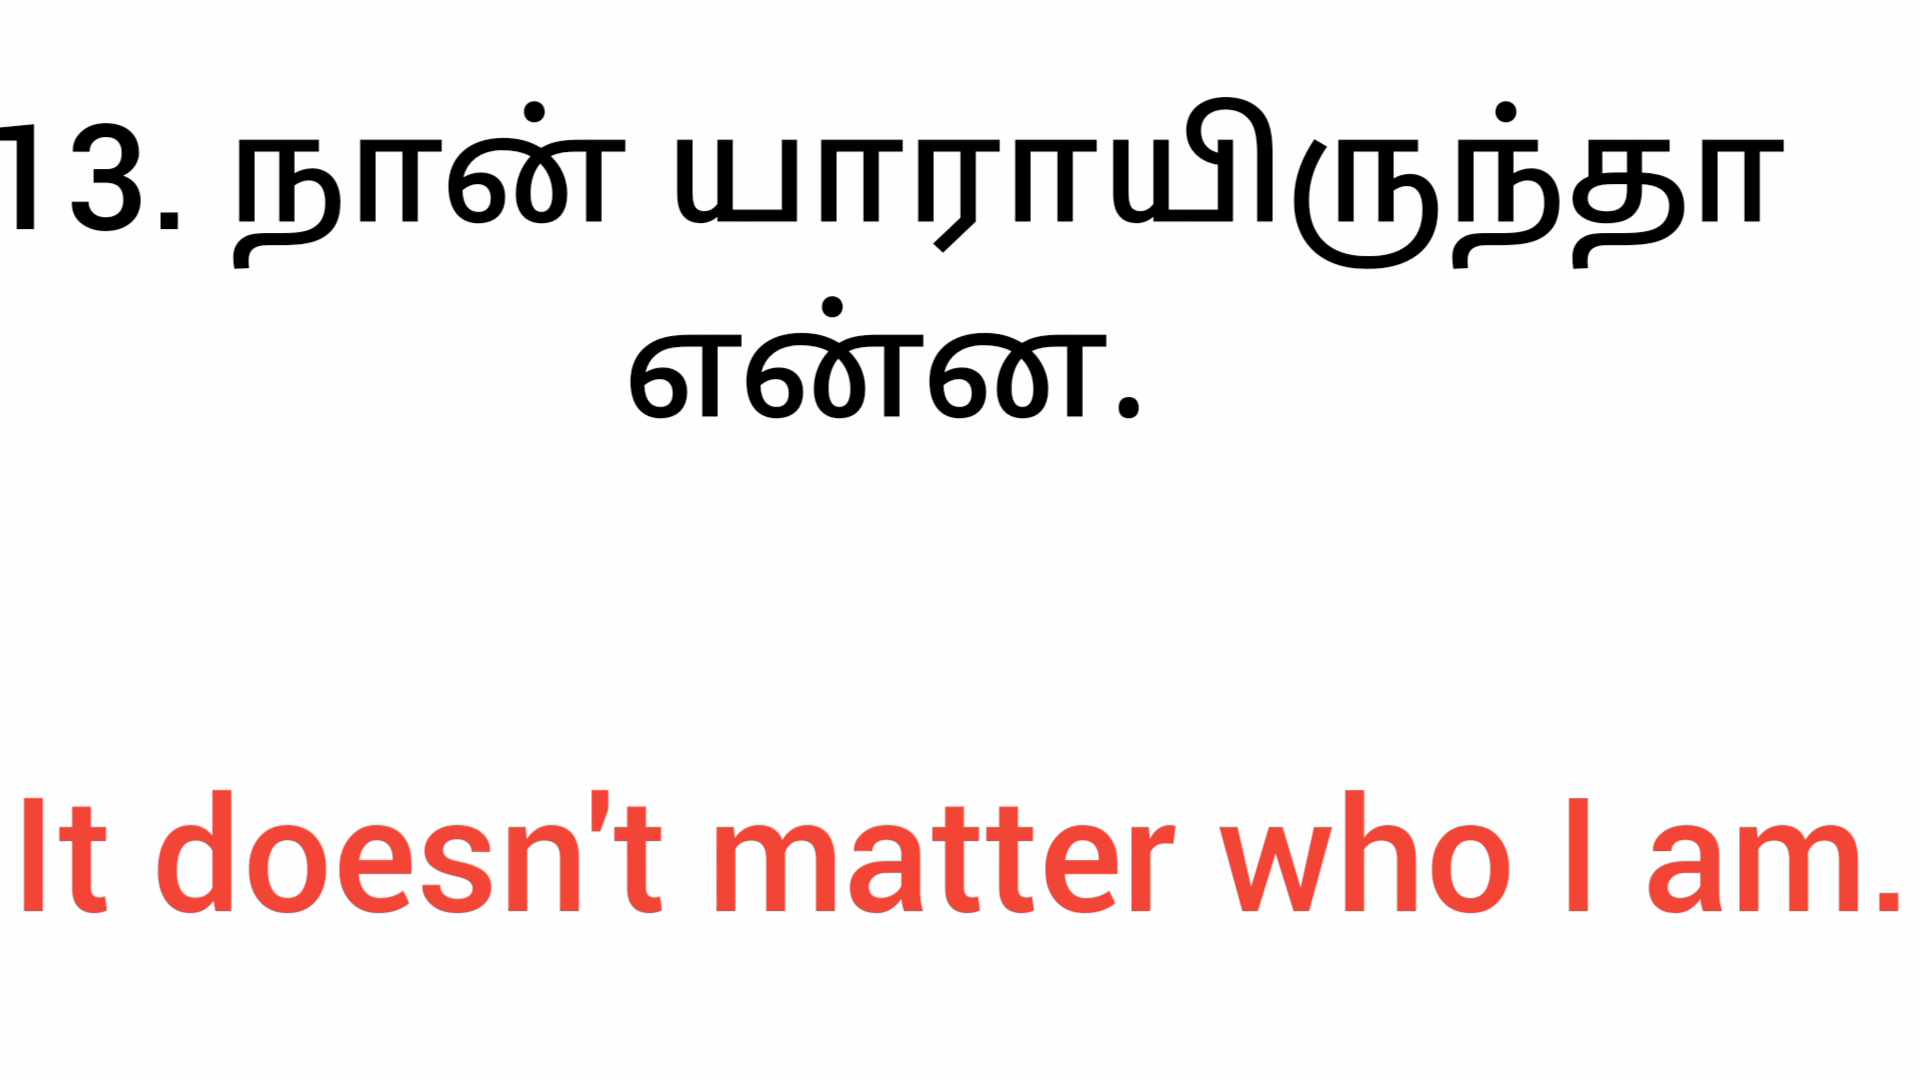 13. நான் யாராயிருந்தா
என்ன.
It doesn't matter who I am.